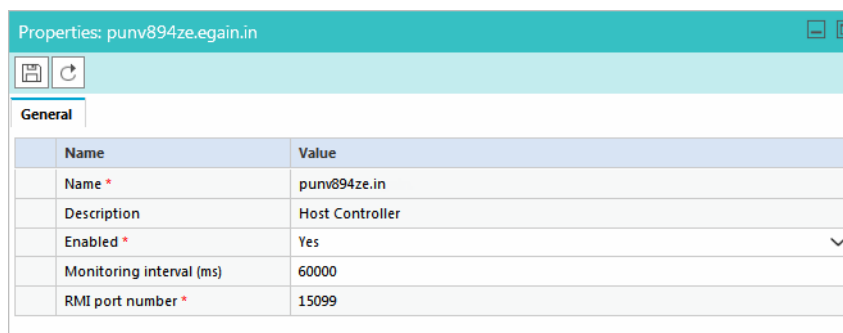 Properties: punv894ze.egain.in
General
Name Value
Name * punv894ze.in
Description Host Controller
Enabled * Yes
Monitoring interval (ms) 60000
RMI port number * 15099